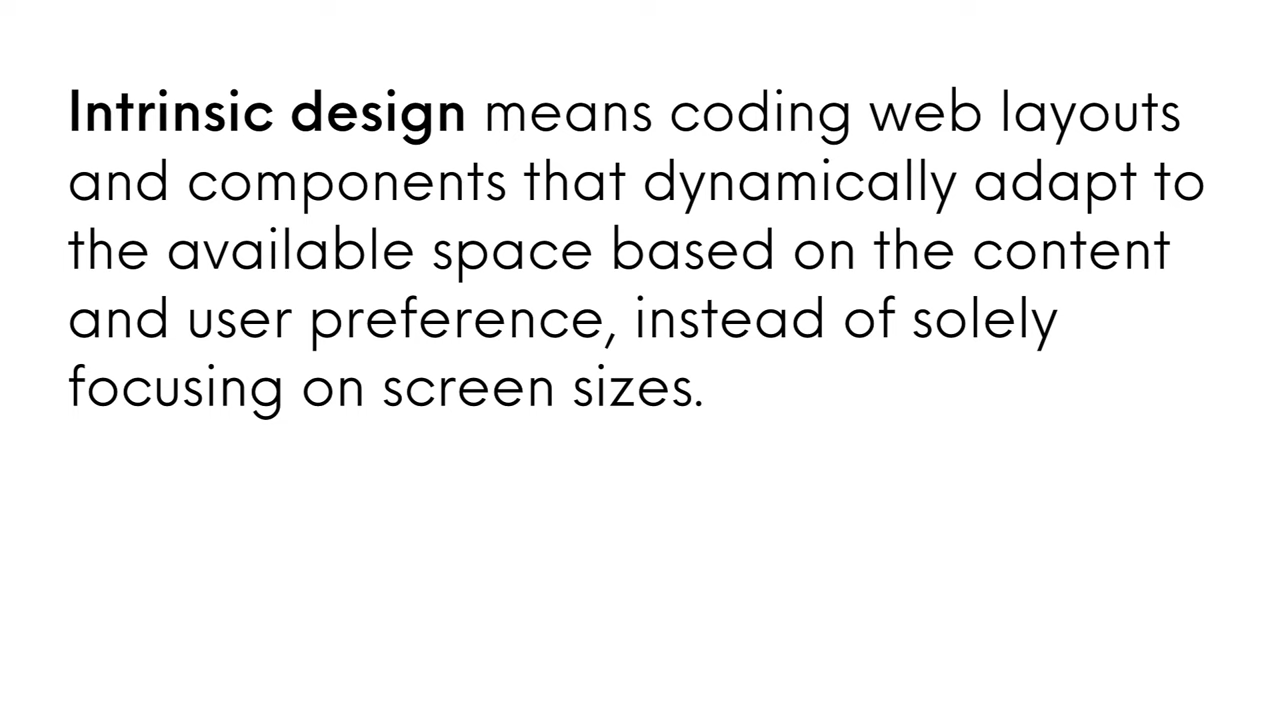 Intrinsic design means coding web layouts
and components that dynamically adapt to
the available space based on the content
and user preference, instead of solely
focusing on screen sizes.